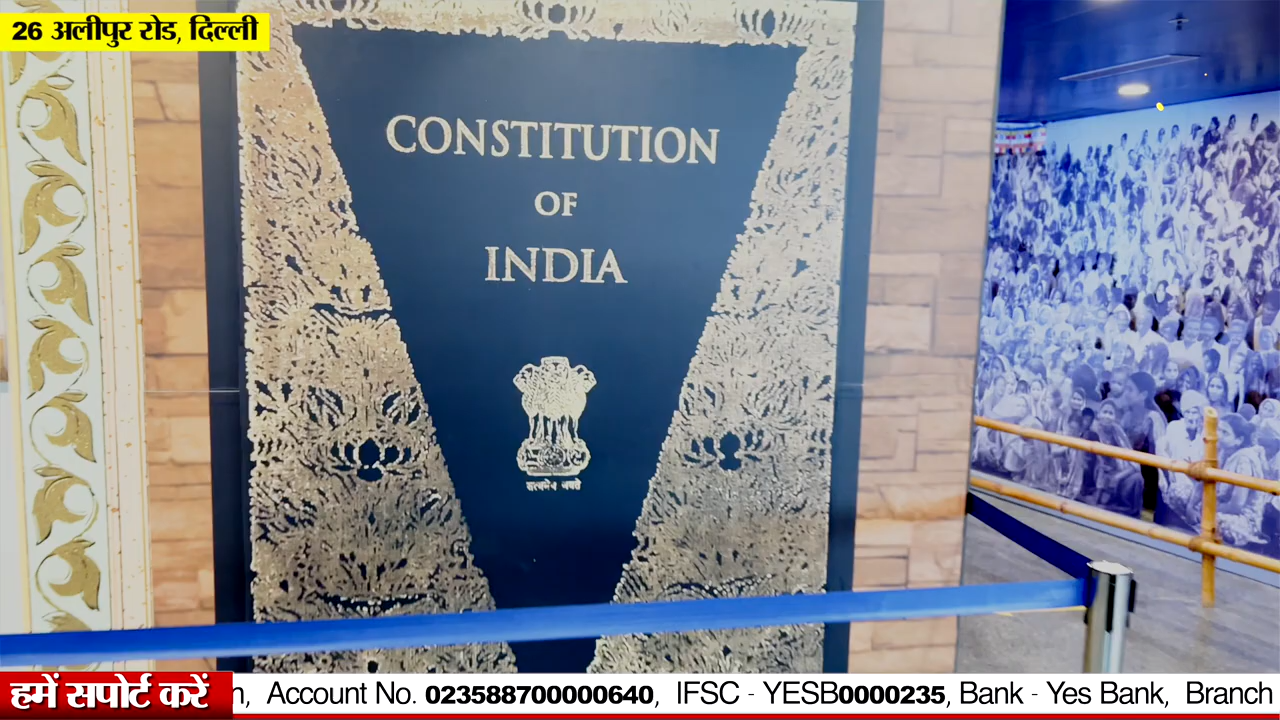 26 अलीपुर रोड, दिल्ली
CONSTITUTION
OF
INDIA
सत्यमेव जयते
हमें सपोर्ट करें
Account No. 023588700000640, IFSC - YESB0000235, Bank - Yes Bank, Branch